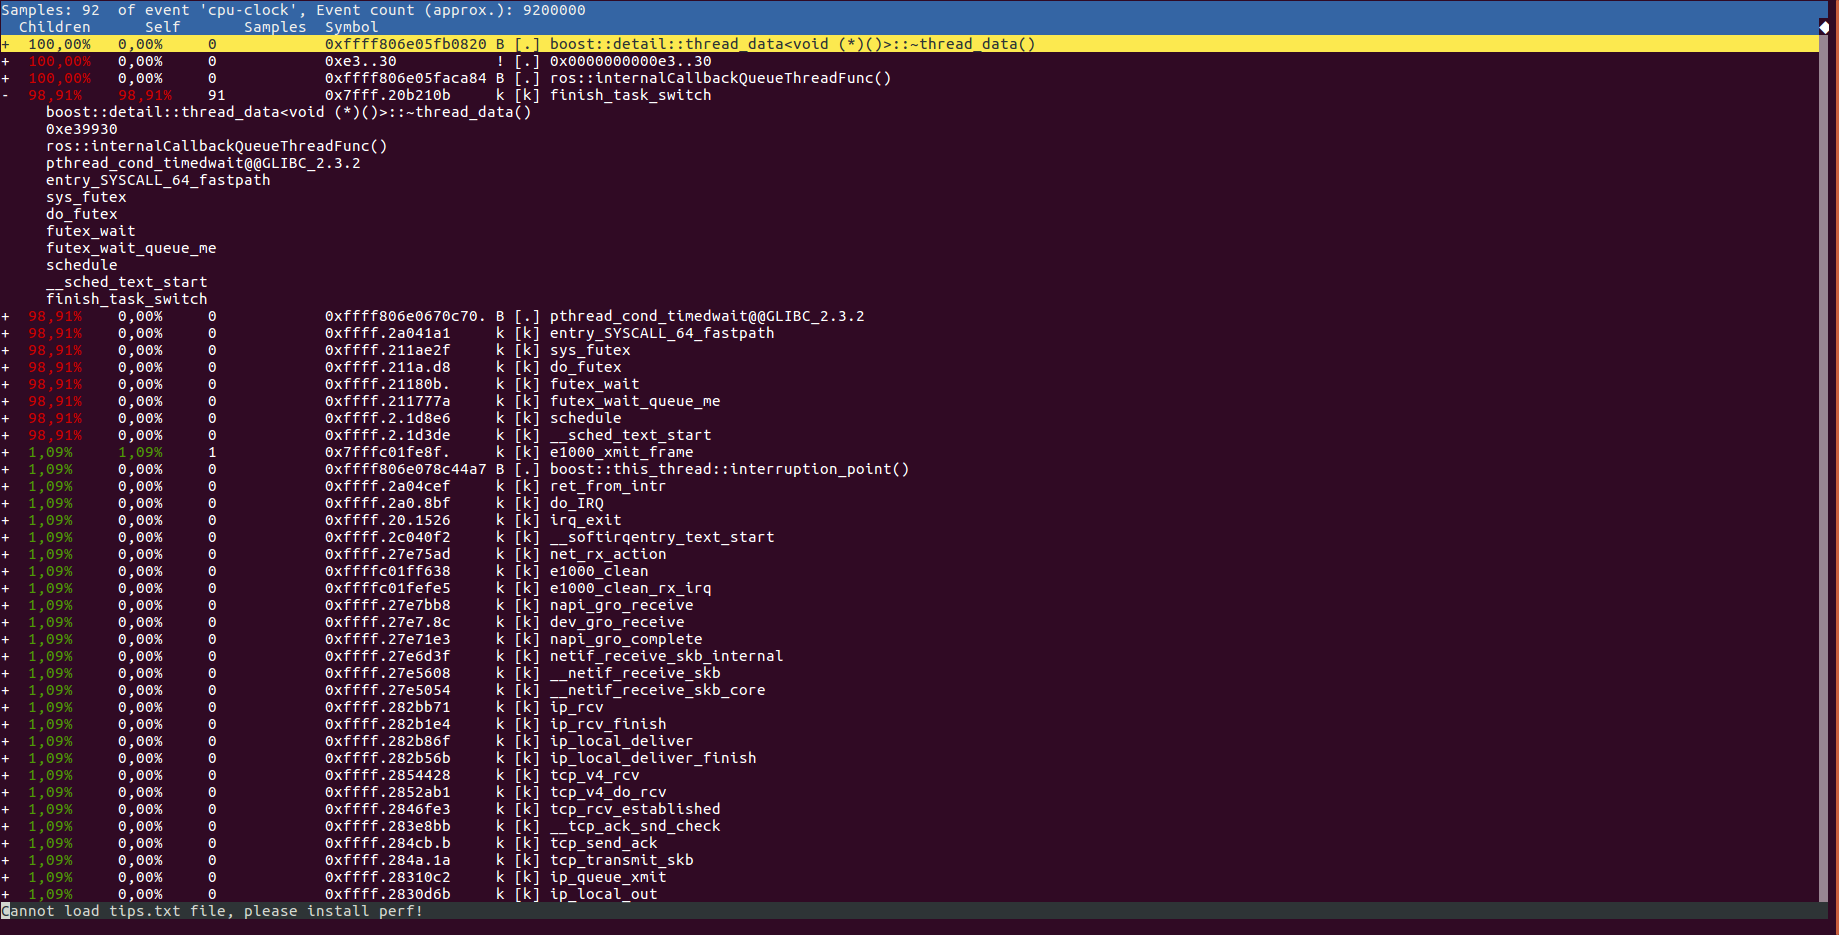 Samples: 92  of event 'cpu-clock', Event count (approx.): 9200000
  Children      Self       Samples  Symbol
+  100,00%   0,00%     0            0xffff806e05fb0820 B [.] boost::detail::thread_data<void (*)()>::~thread_data()
+  100,00%   0,00%     0            0xe3..30           ! [.] 0x0000000000e3..30
+  100,00%   0,00%     0            0xffff806e05faca84 B [.] ros::internalCallbackQueueThreadFunc()
-  98,91%   98,91%    91           0x7fff.20b210b     k [k] finish_task_switch
     boost::detail::thread_data<void (*)()>::~thread_data()
     0xe39930
     ros::internalCallbackQueueThreadFunc()
     pthread_cond_timedwait@@GLIBC_2.3.2
     entry_SYSCALL_64_fastpath
     sys_futex
     do_futex
     futex_wait
     futex_wait_queue_me
     schedule
     __sched_text_start
     finish_task_switch
+  98,91%    0,00%     0            0xffff806e0670c70. B [.] pthread_cond_timedwait@@GLIBC_2.3.2
+  98,91%    0,00%     0            0xffff.2a041a1     k [k] entry_SYSCALL_64_fastpath
+  98,91%    0,00%     0            0xffff.211ae2f     k [k] sys_futex
+  98,91%    0,00%     0            0xffff.211a.d8     k [k] do_futex
+  98,91%    0,00%     0            0xffff.21180b.     k [k] futex_wait
+  98,91%    0,00%     0            0xffff.211777a     k [k] futex_wait_queue_me
+  98,91%    0,00%     0            0xffff.2.1d8e6     k [k] schedule
+  98,91%    0,00%     0            0xffff.2.1d3de     k [k] __sched_text_start
+  1,09%     1,09%     1            0x7fffc01fe8f.     k [k] e1000_xmit_frame
+  1,09%     0,00%     0            0xffff806e078c44a7 B [.] boost::this_thread::interruption_point()
+  1,09%     0,00%     0            0xffff.2a04cef     k [k] ret_from_intr
+  1,09%     0,00%     0            0xffff.2a0.8bf     k [k] do_IRQ
+  1,09%     0,00%     0            0xffff.20.1526     k [k] irq_exit
+  1,09%     0,00%     0            0xffff.2c040f2     k [k] __softirqentry_text_start
+  1,09%     0,00%     0            0xffff.27e75ad     k [k] net_rx_action
+  1,09%     0,00%     0            0xffffc01ff638     k [k] e1000_clean
+  1,09%     0,00%     0            0xffffc01fefe5     k [k] e1000_clean_rx_irq
+  1,09%     0,00%     0            0xffff.27e7bb8     k [k] napi_gro_receive
+  1,09%     0,00%     0            0xffff.27e7.8c     k [k] dev_gro_receive
+  1,09%     0,00%     0            0xffff.27e71e3     k [k] napi_gro_complete
+  1,09%     0,00%     0            0xffff.27e6d3f     k [k] netif_receive_skb_internal
+  1,09%     0,00%     0            0xffff.27e5608     k [k] __netif_receive_skb
+  1,09%     0,00%     0            0xffff.27e5054     k [k] __netif_receive_skb_core
+  1,09%     0,00%     0            0xffff.282bb71     k [k] ip_rcv
+  1,09%     0,00%     0            0xffff.282b1e4     k [k] ip_rcv_finish
+  1,09%     0,00%     0            0xffff.282b86f     k [k] ip_local_deliver
+  1,09%     0,00%     0            0xffff.282b56b     k [k] ip_local_deliver_finish
+  1,09%     0,00%     0            0xffff.2854428     k [k] tcp_v4_rcv
+  1,09%     0,00%     0            0xffff.2852ab1     k [k] tcp_v4_do_rcv
+  1,09%     0,00%     0            0xffff.2846fe3     k [k] tcp_rcv_established
+  1,09%     0,00%     0            0xffff.283e8bb     k [k] __tcp_ack_snd_check
+  1,09%     0,00%     0            0xffff.284cb.b     k [k] tcp_send_ack
+  1,09%     0,00%     0            0xffff.284a.1a     k [k] tcp_transmit_skb
+  1,09%     0,00%     0            0xffff.28310c2     k [k] ip_queue_xmit
+  1,09%     0,00%     0            0xffff.2830d6b     k [k] ip_local_out
Cannot load tips.txt file, please install perf!